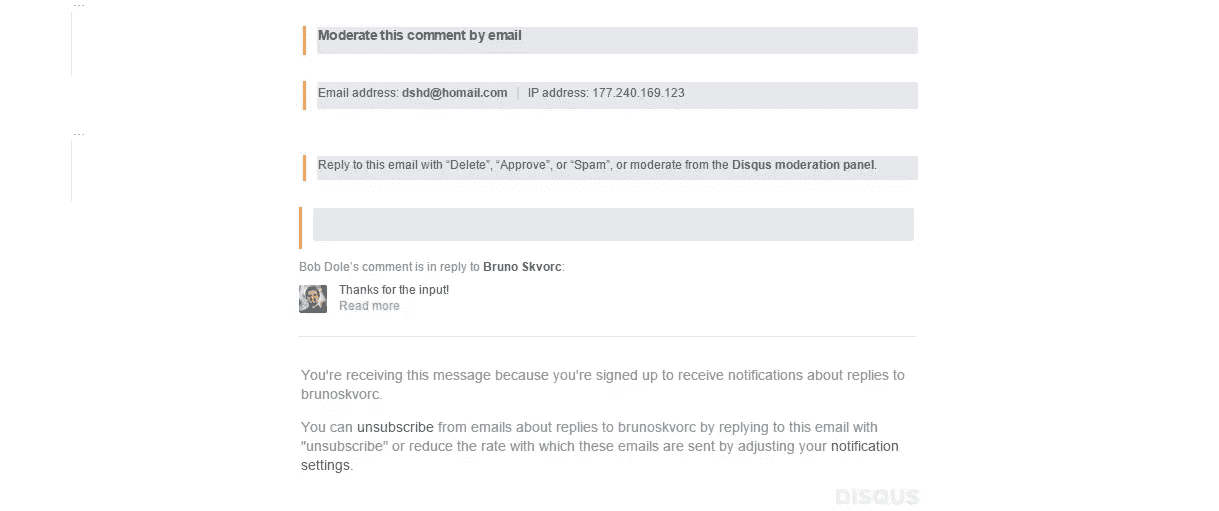 ...
Moderate this comment by email
Email address: dshd@homail.com | IP address: 177.240.169.123
...
Reply to this email with “Delete”, “Approve”, or “Spam”, or moderate from the Disqus moderation panel.
Bob Dole’s comment is in reply to Bruno Skvorc:
Thanks for the input!
Read more
You're receiving this message because you're signed up to receive notifications about replies to
brunoskvorc.
You can unsubscribe from emails about replies to brunoskvorc by replying to this email with
"unsubscribe" or reduce the rate with which these emails are sent by adjusting your notification
settings.
DISQUS